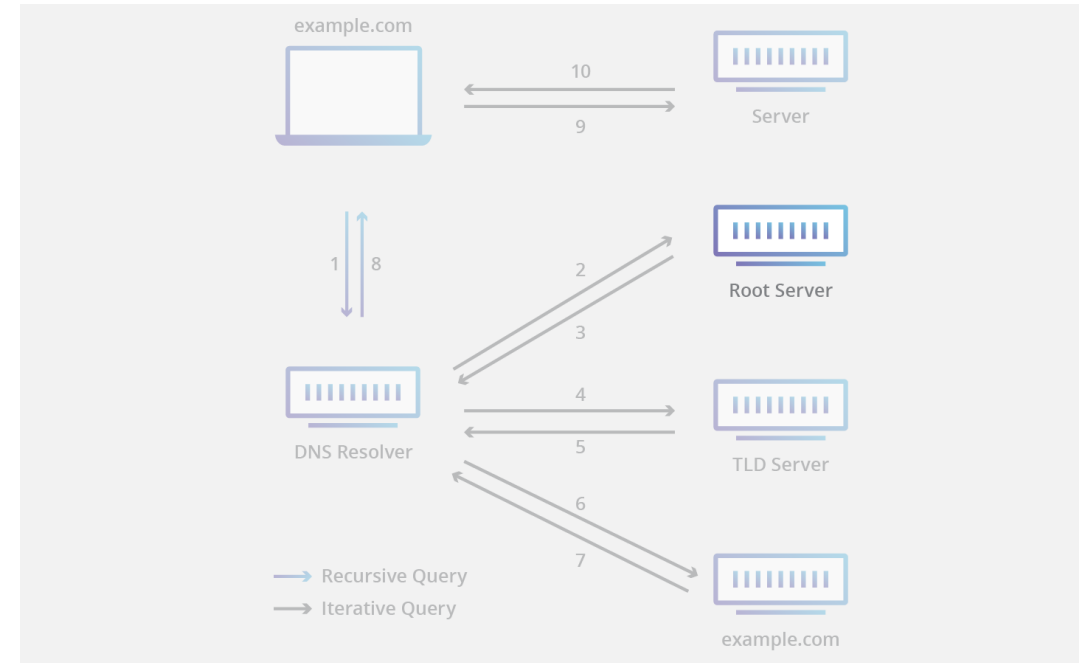 example.com
10
9
Server
1
8
2
Root Server
3
4
DNS Resolver
5
TLD Server
6
7
Recursive Query
Iterative Query
example.com